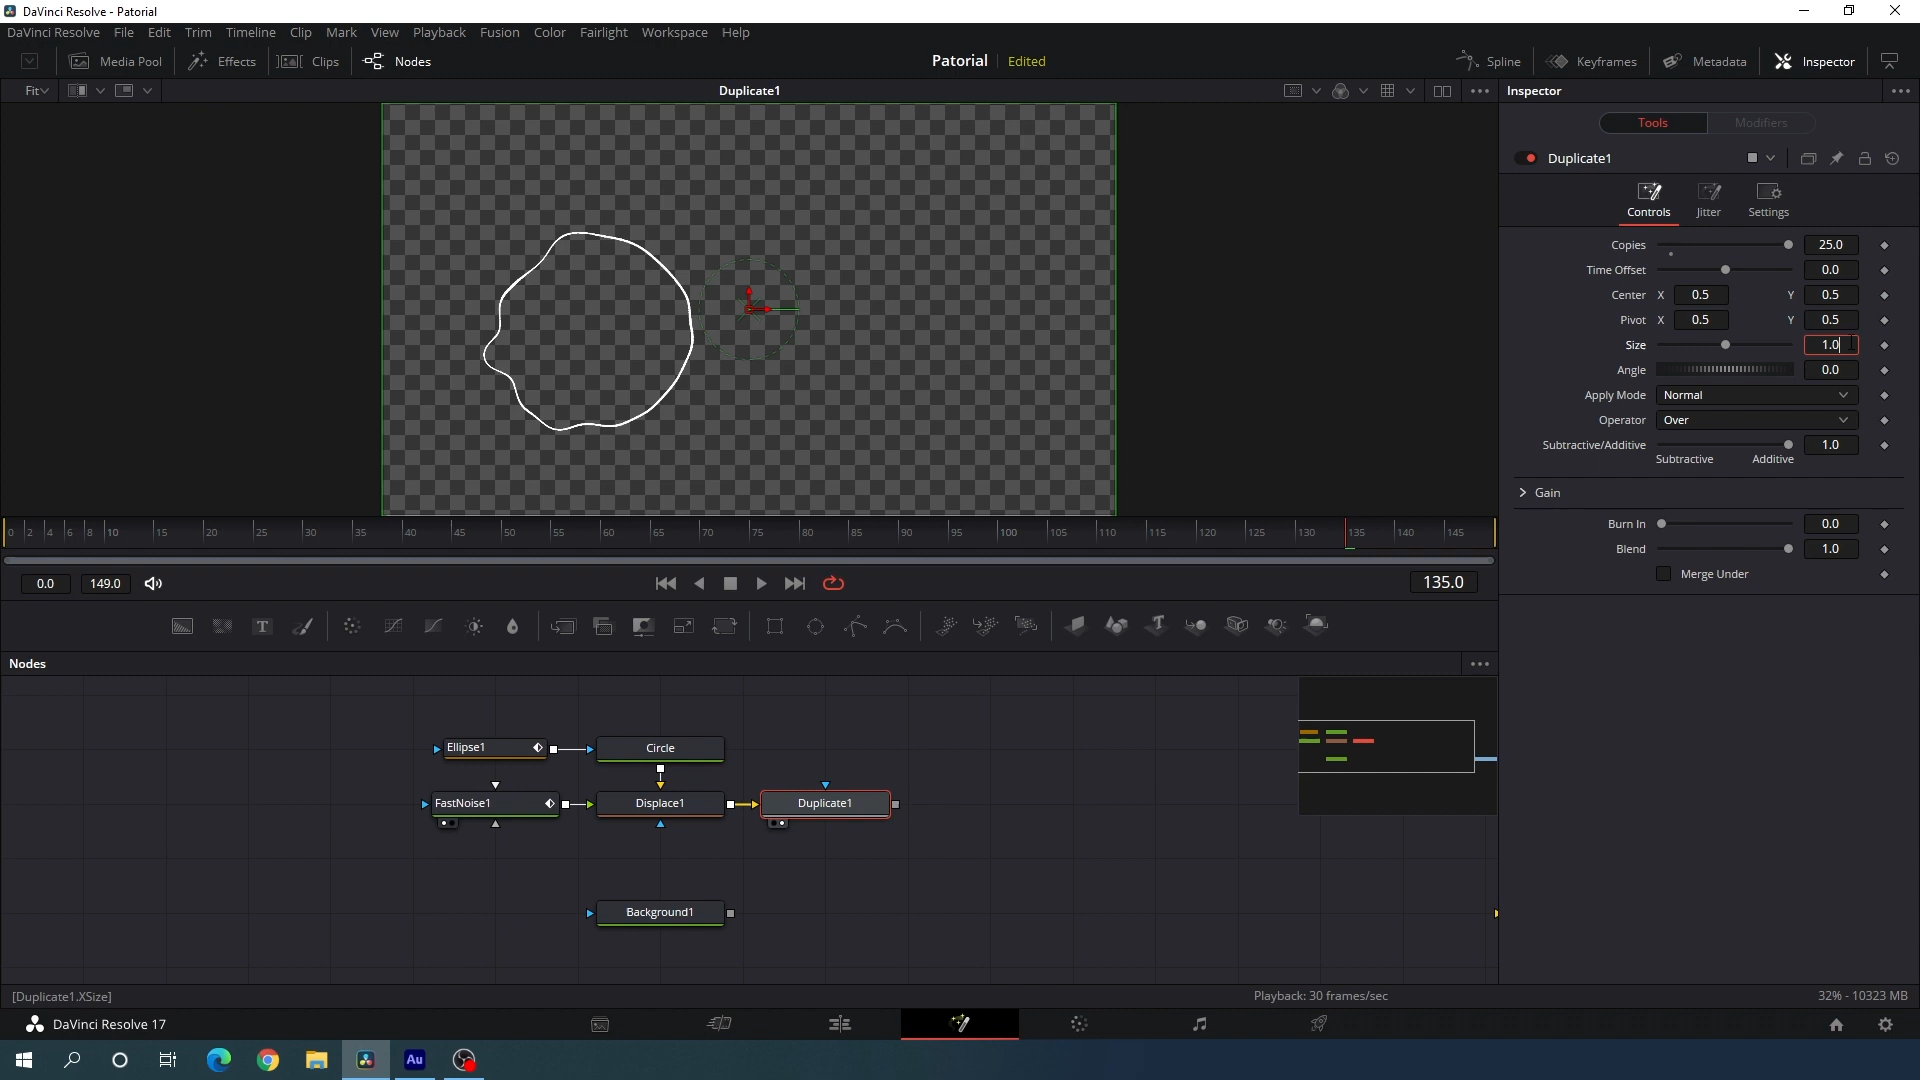 DaVinci Resolve - Patorial
DaVinci Resolve File Edit Trim Timeline Clip Mark View Playback Fusion Color Fairlight Workspace Help
Media Pool Effects Clips Nodes Patorial Edited Spline Keyframes Metadata Inspector
Fit Duplicate1 Inspector
Tools Modifiers
Duplicate1
Controls Jitter Settings
Copies 25.0
Time Offset 0.0
Center X 0.5 Y 0.5
Pivot X 0.5 Y 0.5
Size 1.0
Angle 0.0
Apply Mode Normal
Operator Over
Subtractive/Additive 1.0
Subtractive Additive
Gain
Burn In 0.0
Blend 1.0
Merge Under
0 2 4 6 8 10 15 20 25 30 35 40 45 50 55 60 65 70 75 80 85 90 95 100 105 110 115 120 125 130 135 140 145
0.0 149.0 135.0
T
Nodes
Ellipse1 Circle
FastNoise1 Displace1 Duplicate1
Background1
[Duplicate1.XSize] Playback: 30 frames/sec 32% - 10323 MB
DaVinci Resolve 17
Au